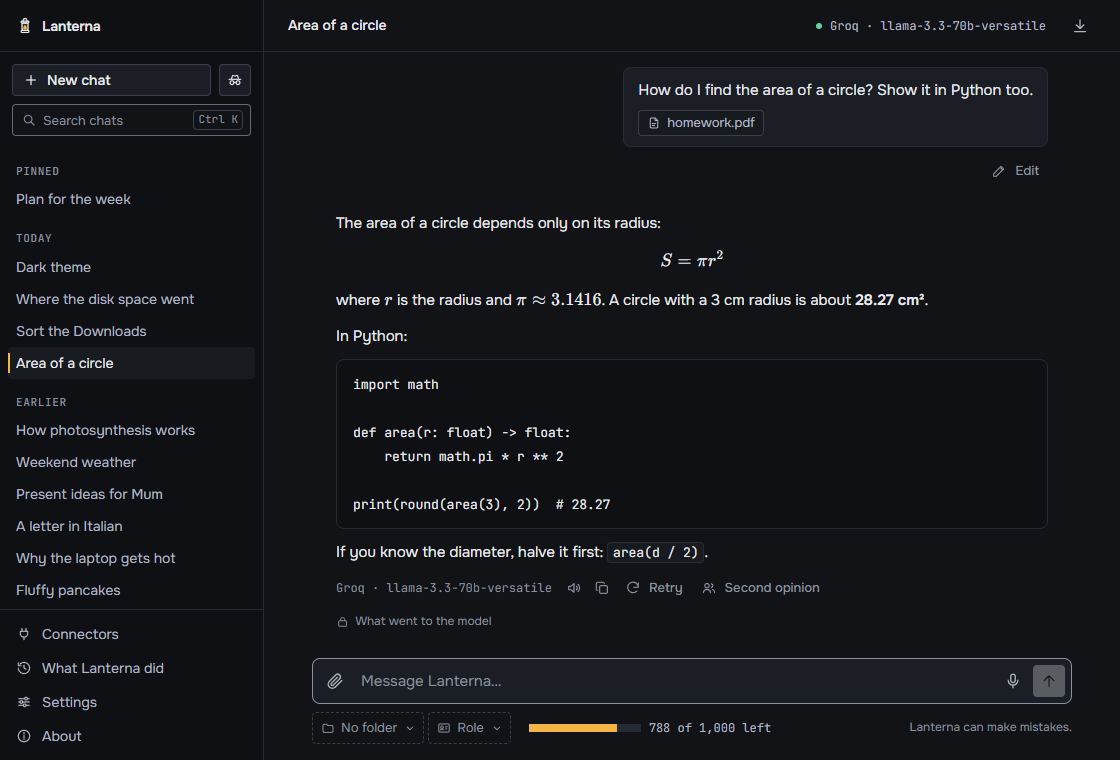 Lanterna
Area of a circle
Groq · llama-3.3-70b-versatile
New chat
Search chats
Ctrl K
PINNED
Plan for the week
TODAY
Dark theme
Where the disk space went
Sort the Downloads
Area of a circle
EARLIER
How photosynthesis works
Weekend weather
Present ideas for Mum
A letter in Italian
Why the laptop gets hot
Fluffy pancakes
Connectors
What Lanterna did
Settings
About
How do I find the area of a circle? Show it in Python too.
homework.pdf
Edit
The area of a circle depends only on its radius:
S = πr²
where r is the radius and π ≈ 3.1416. A circle with a 3 cm radius is about 28.27 cm².
In Python:
import math
def area(r: float) -> float:
    return math.pi * r ** 2
print(round(area(3), 2))  # 28.27
If you know the diameter, halve it first: area(d / 2).
Groq · llama-3.3-70b-versatile
Retry
Second opinion
What went to the model
Message Lanterna...
No folder
Role
788 of 1,000 left
Lanterna can make mistakes.